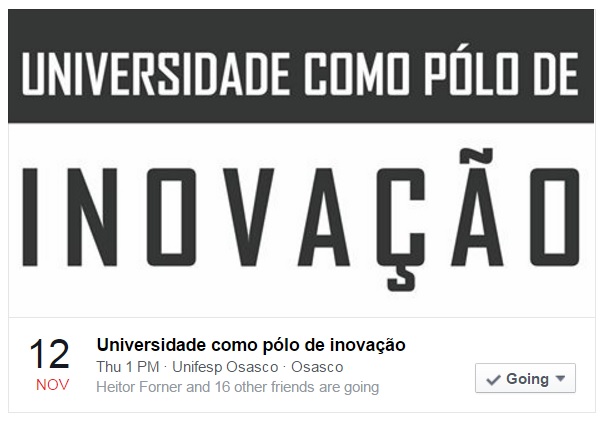 UNIVERSIDADE COMO PÓLO DE
INOVAÇÃO
12
NOV
Universidade como pólo de inovação
Thu 1 PM · Unifesp Osasco · Osasco
Heitor Forner and 16 other friends are going
Going